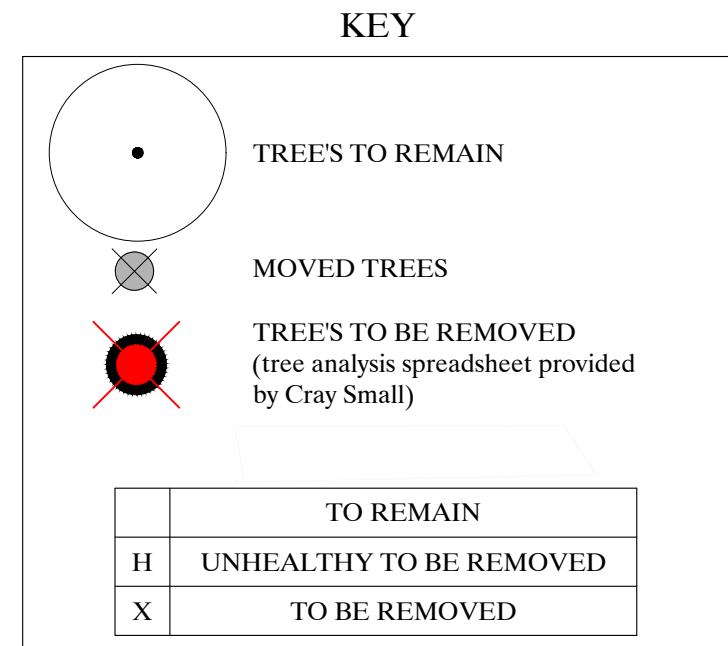 KEY
TREE'S TO REMAIN
MOVED TREES
TREE'S TO BE REMOVED
(tree analysis spreadsheet provided
by Cray Small)
TO REMAIN
H UNHEALTHY TO BE REMOVED
X TO BE REMOVED